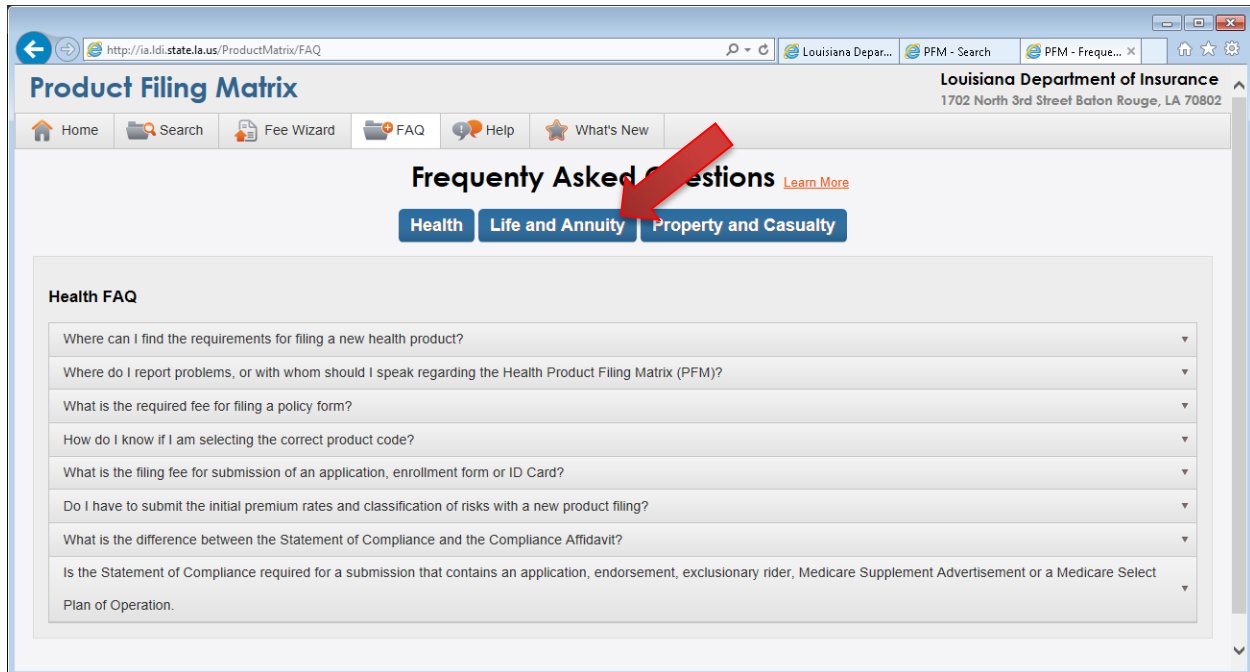 http://ia.ldi.state.la.us/ProductMatrix/FAQ
Louisiana Depar...
PFM - Search
PFM - Freque...
Product Filing Matrix
Louisiana Department of Insurance
1702 North 3rd Street Baton Rouge, LA 70802
Home
Search
Fee Wizard
FAQ
Help
What's New
Frequenty Asked Questions Learn More
Health
Life and Annuity
Property and Casualty
Health FAQ
Where can I find the requirements for filing a new health product?
Where do I report problems, or with whom should I speak regarding the Health Product Filing Matrix (PFM)?
What is the required fee for filing a policy form?
How do I know if I am selecting the correct product code?
What is the filing fee for submission of an application, enrollment form or ID Card?
Do I have to submit the initial premium rates and classification of risks with a new product filing?
What is the difference between the Statement of Compliance and the Compliance Affidavit?
Is the Statement of Compliance required for a submission that contains an application, endorsement, exclusionary rider, Medicare Supplement Advertisement or a Medicare Select
Plan of Operation.